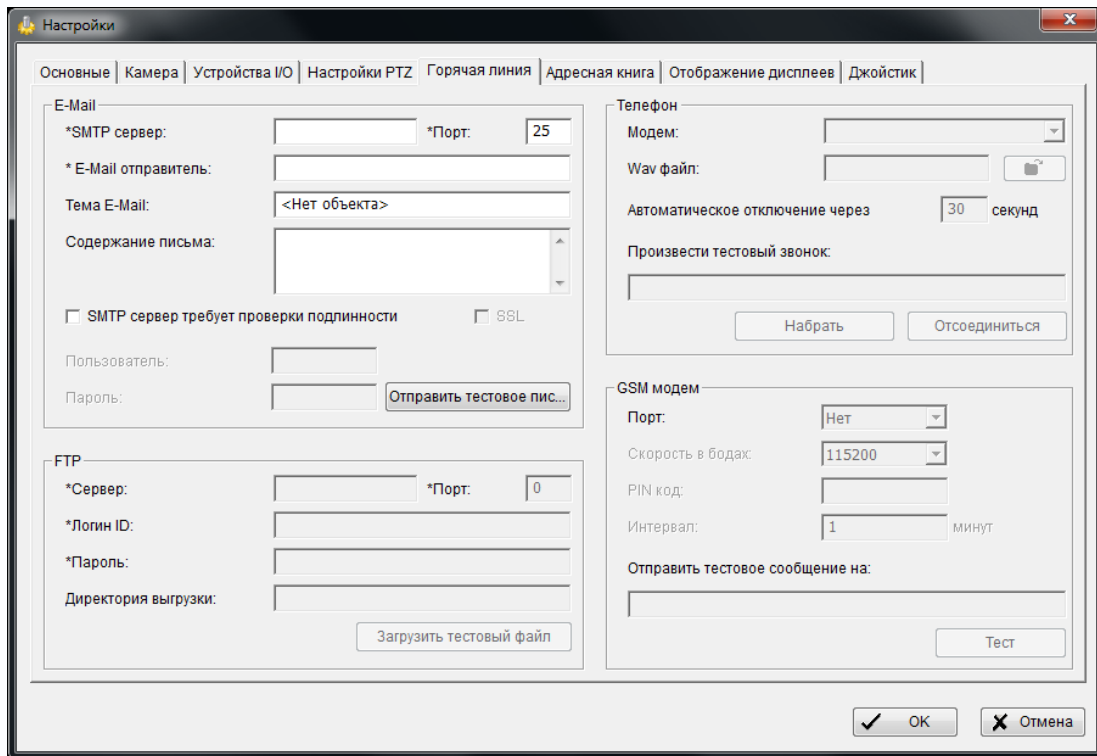 Настройки
Основные Камера Устройства I/O Настройки PTZ Горячая линия Адресная книга Отображение дисплеев Джойстик
E-Mail
*SMTP сервер: *Порт: 25
* E-Mail отправитель:
Тема E-Mail: <Нет объекта>
Содержание письма:
SMTP сервер требует проверки подлинности SSL
Пользователь:
Пароль: Отправить тестовое пис...
FTP
*Сервер: *Порт: 0
*Логин ID:
*Пароль:
Директория выгрузки:
Загрузить тестовый файл
Телефон
Модем:
Wav файл:
Автоматическое отключение через 30 секунд
Произвести тестовый звонок:
Набрать Отсоединиться
GSM модем
Порт: Нет
Скорость в бодах: 115200
PIN код:
Интервал: 1 минут
Отправить тестовое сообщение на:
Тест
OK Отмена